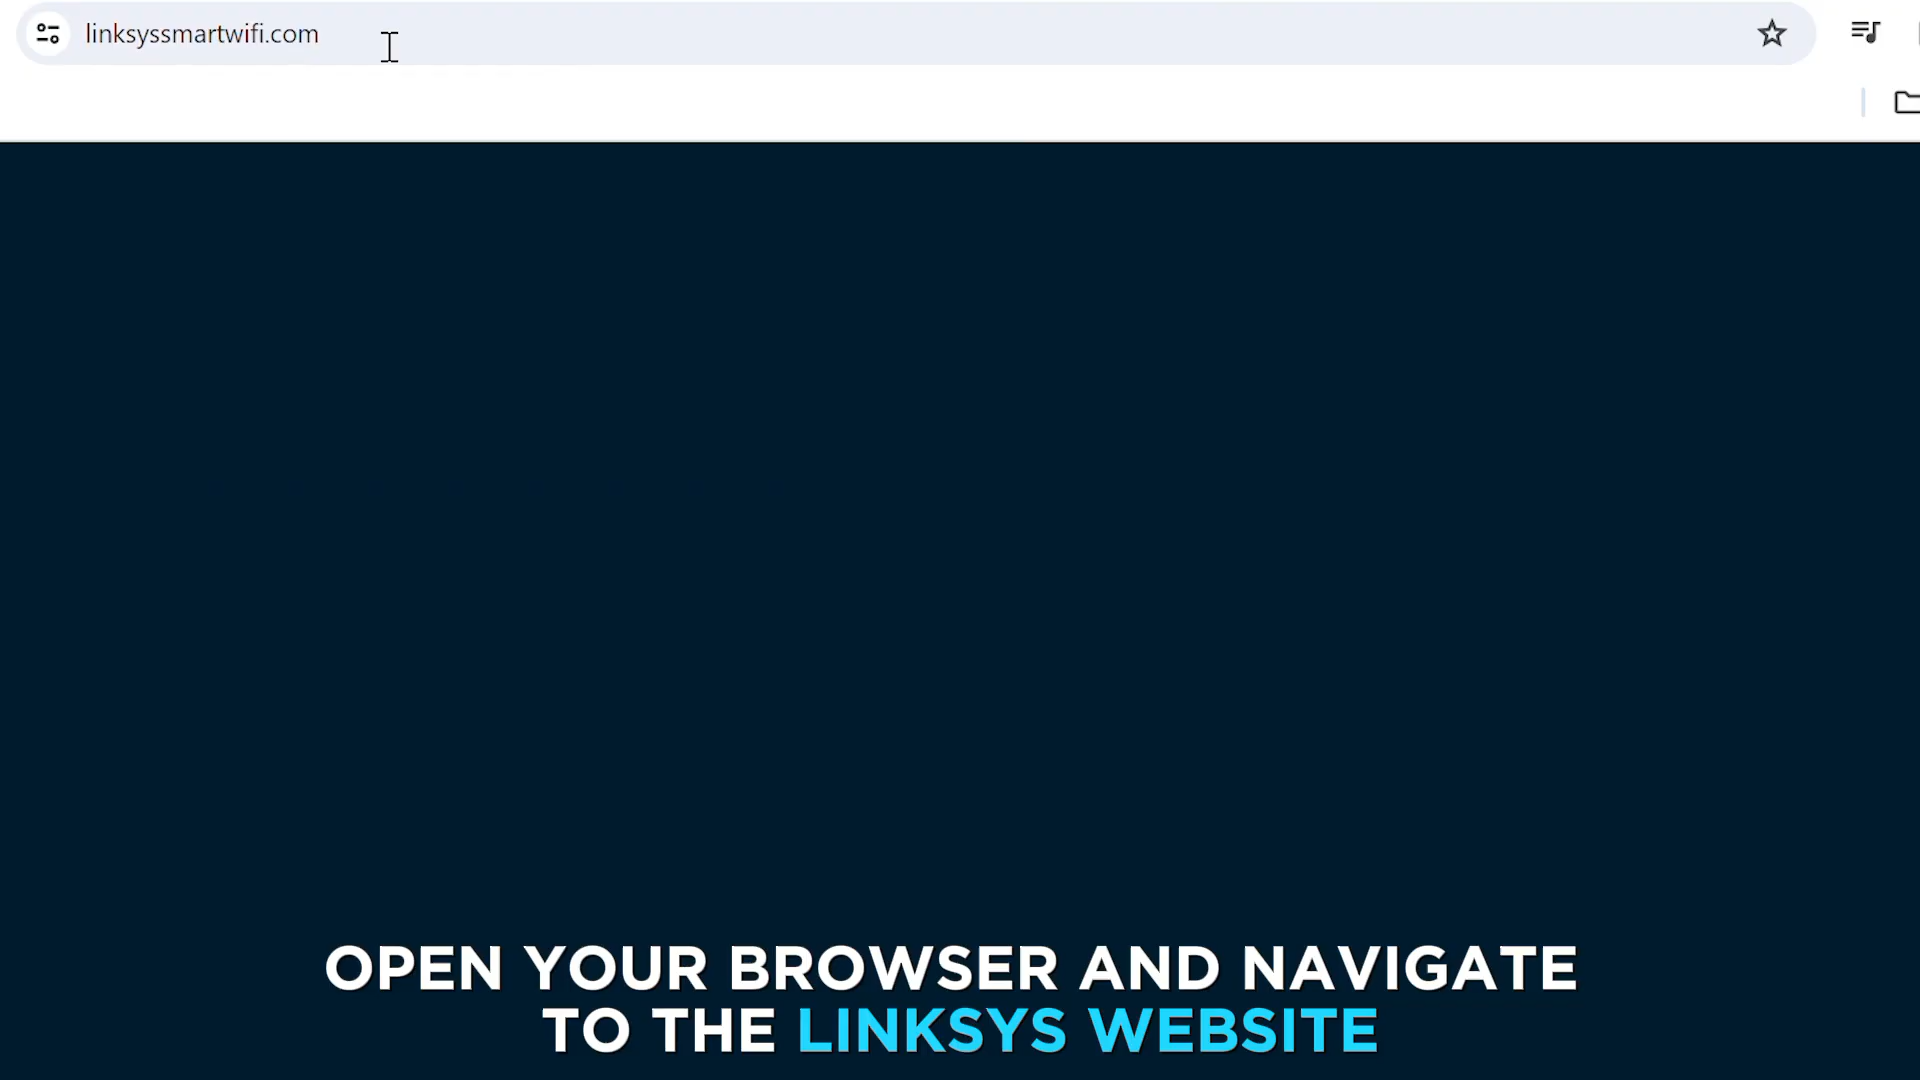 linksyssmartwifi.com
OPEN YOUR BROWSER AND NAVIGATE
TO THE LINKSYS WEBSITE